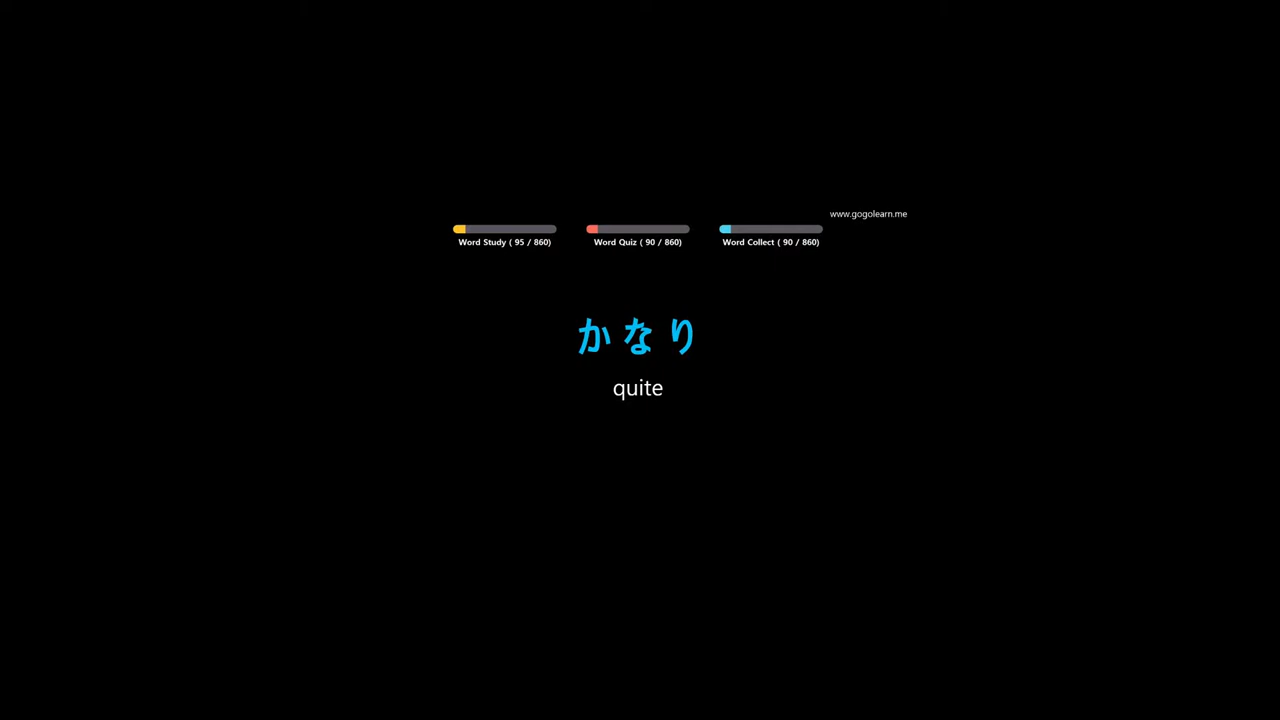 www.gogolearn.me
Word Study ( 95 / 860)
Word Quiz ( 90 / 860)
Word Collect ( 90 / 860)
かなり
quite